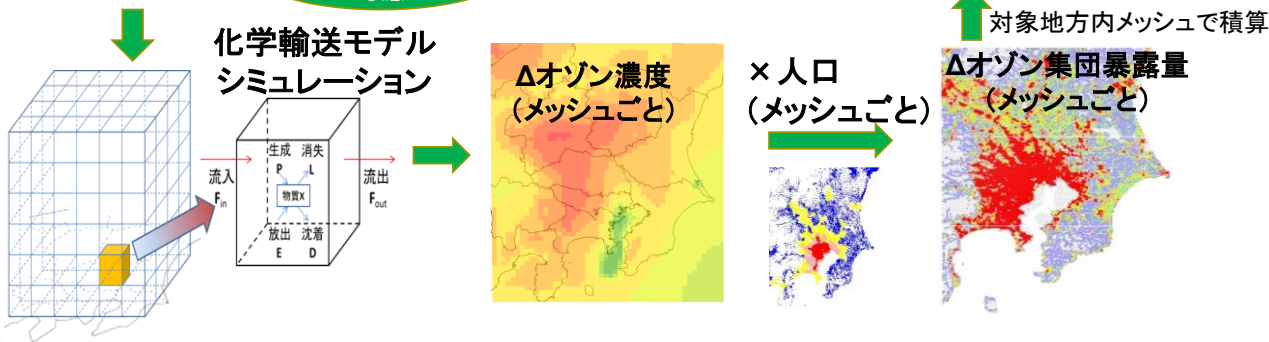 対象地方内メッシュで積算
化学輸送モデル
シミュレーション
Δオゾン濃度
(メッシュごと)
× 人口
(メッシュごと)
Δオゾン集団暴露量
(メッシュごと)
生成 消失
P L
流入
Fin
物質X
流出
Fout
放出 沈着
E D